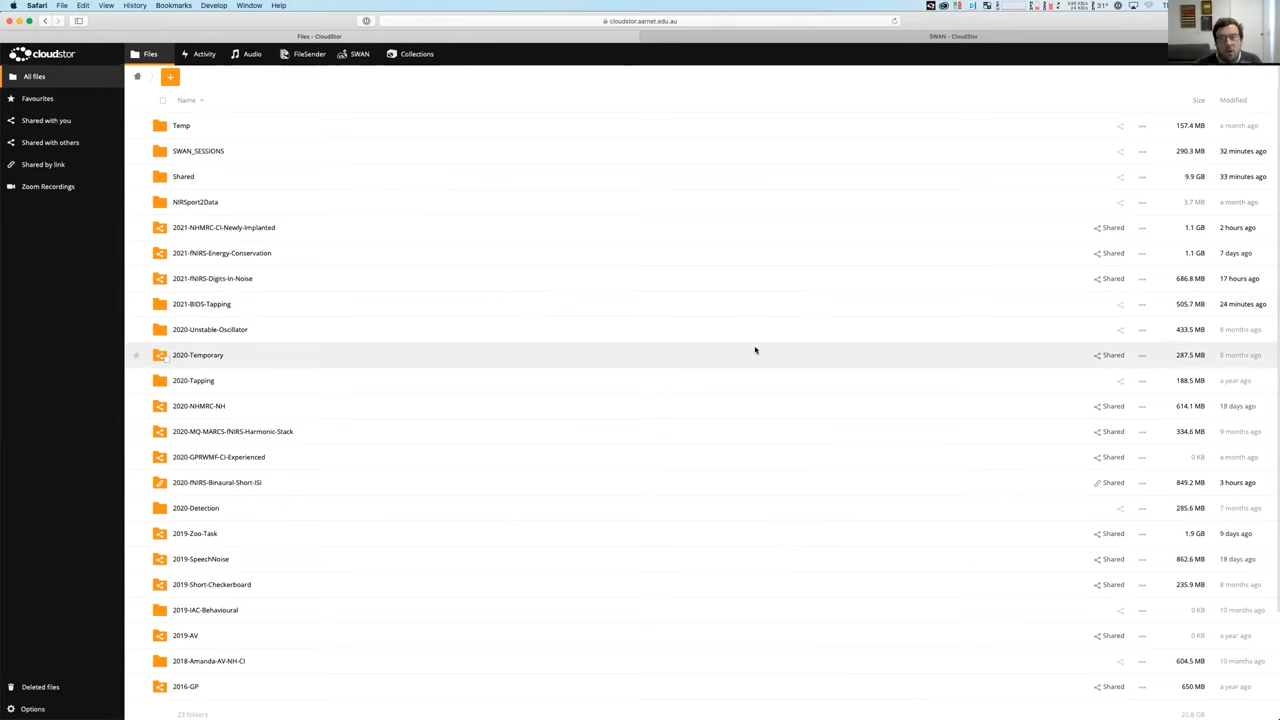 Safari File Edit View History Bookmarks Develop Window Help
546 KB
24 KB
31°
cloudstor.aarnet.edu.au
Files - CloudStor SWAN - CloudStor
cloudstor Files Activity Audio FileSender SWAN Collections
All files
Favourites
Shared with you
Shared with others
Shared by link
Zoom Recordings
Deleted files
Options
Name Size Modified
Temp 157.4 MB a month ago
SWAN_SESSIONS 290.3 MB 32 minutes ago
Shared 9.9 GB 33 minutes ago
NIRSport2Data 3.7 MB a month ago
2021-NHMRC-CI-Newly-Implanted Shared 1.1 GB 2 hours ago
2021-fNIRS-Energy-Conservation Shared 1.1 GB 7 days ago
2021-fNIRS-Digits-In-Noise Shared 686.8 MB 17 hours ago
2021-BIDS-Tapping 505.7 MB 24 minutes ago
2020-Unstable-Oscillator 433.5 MB 8 months ago
2020-Temporary Shared 287.5 MB 8 months ago
2020-Tapping 188.5 MB a year ago
2020-NHMRC-NH Shared 614.1 MB 18 days ago
2020-MQ-MARCS-fNIRS-Harmonic-Stack Shared 334.6 MB 9 months ago
2020-GPRWMF-CI-Experienced Shared 0 KB a month ago
2020-fNIRS-Binaural-Short-ISI Shared 849.2 MB 3 hours ago
2020-Detection 285.6 MB 7 months ago
2019-Zoo-Task Shared 1.9 GB 9 days ago
2019-SpeechNoise Shared 862.6 MB 18 days ago
2019-Short-Checkerboard Shared 235.9 MB 8 months ago
2019-IAC-Behavioural 0 KB 10 months ago
2019-AV Shared 0 KB a year ago
2018-Amanda-AV-NH-CI 604.5 MB 10 months ago
2016-GP Shared 650 MB a year ago
23 folders 20.8 GB